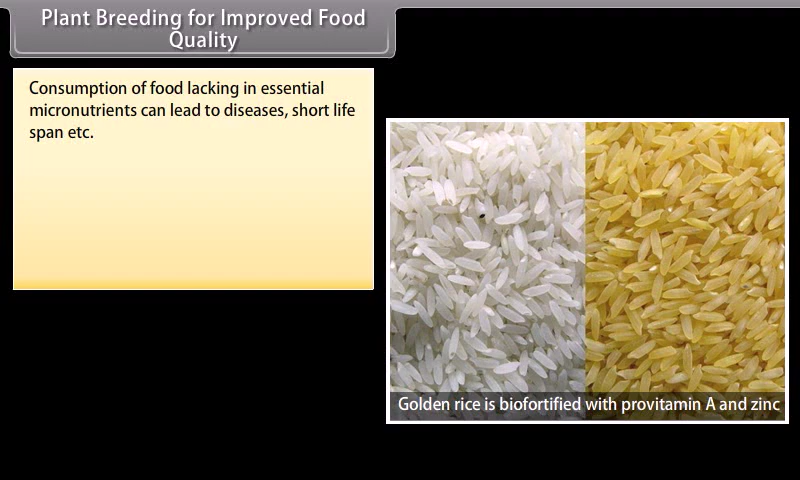 Plant Breeding for Improved Food
Quality
Consumption of food lacking in essential
micronutrients can lead to diseases, short life
span etc.
Golden rice is biofortified with provitamin A and zinc